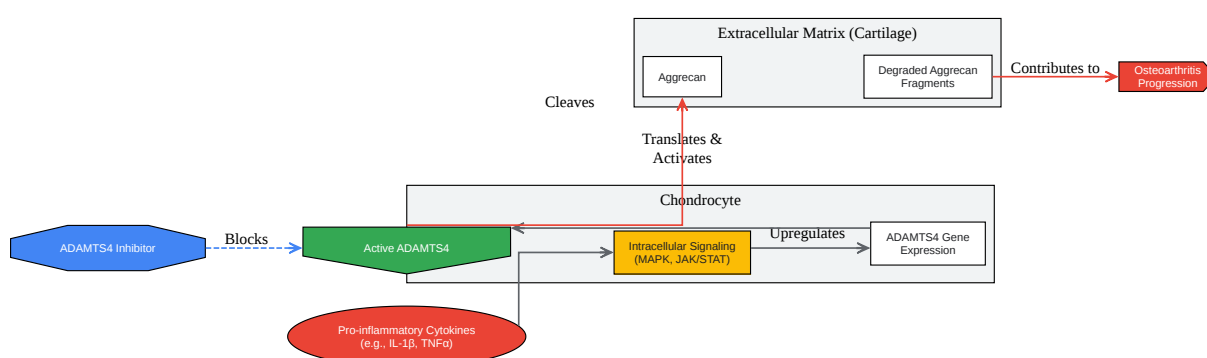 Extracellular Matrix (Cartilage)
Aggrecan
Degraded Aggrecan
Fragments
Contributes to
Osteoarthritis
Progression
Cleaves
Translates &
Activates
Chondrocyte
ADAMTS4 Inhibitor
Blocks
Active ADAMTS4
Intracellular Signaling
(MAPK, JAK/STAT)
Upregulates
ADAMTS4 Gene
Expression
Pro-inflammatory Cytokines
(e.g., IL-1β, TNFα)